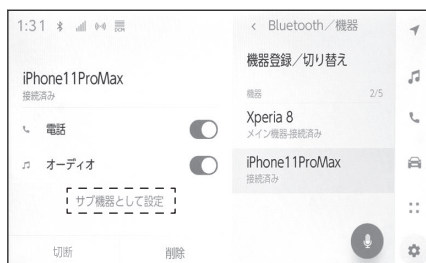 1:31
iPhone11ProMax
接続済み
電話
オーディオ
サブ機器として設定
切断
削除
< Bluetooth/機器
機器登録/切り替え
機器 2/5
Xperia 8
メイン機器-接続済み
iPhone11ProMax
接続済み